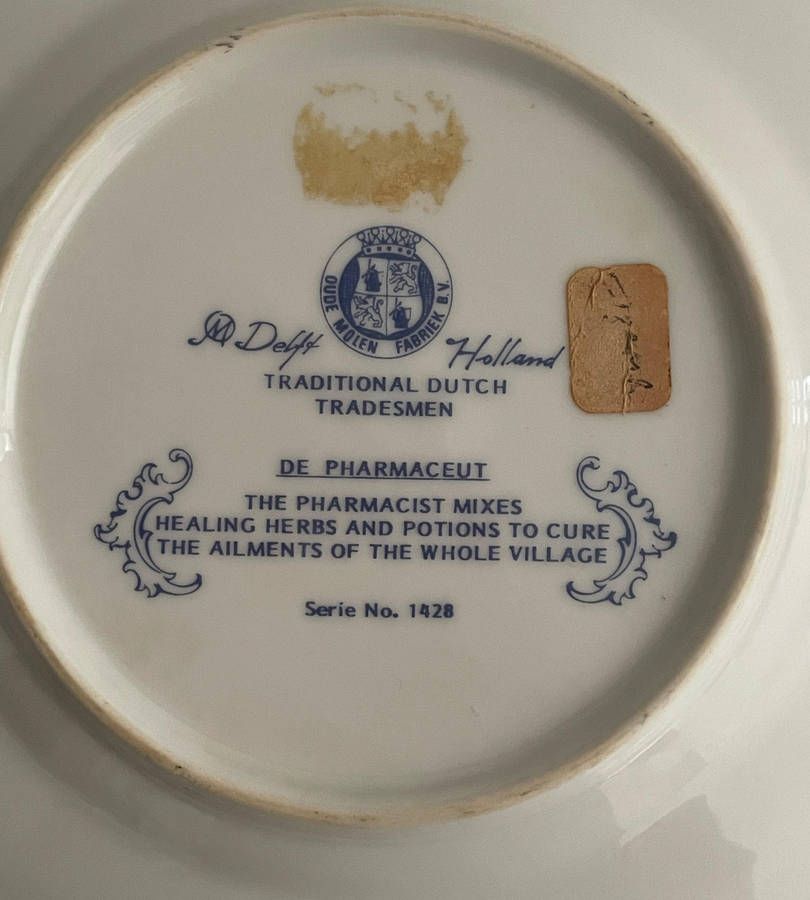 OUDE MOLEN FABRIEK B.V.
Delft Holland
TRADITIONAL DUTCH
TRADESMEN
DE PHARMACEUT
THE PHARMACIST MIXES
HEALING HERBS AND POTIONS TO CURE
THE AILMENTS OF THE WHOLE VILLAGE
Serie No. 1428